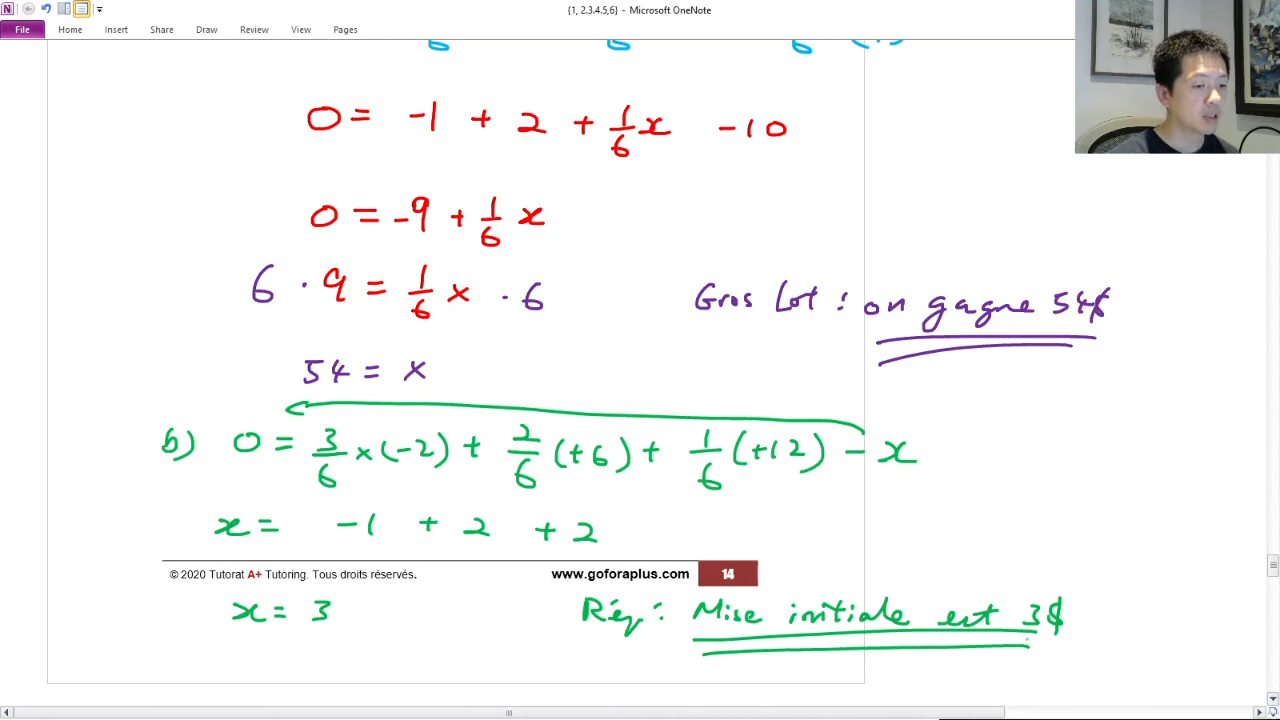 {1, 2.3.4.5,6} - Microsoft OneNote
File Home Insert Share Draw Review View Pages
0 = -1 + 2 + 1/6 x - 10
0 = -9 + 1/6 x
6 · 9 = 1/6 x · 6
Gros Lot : on gagne 54$
54 = x
b) 0 = 3/6 x (-2) + 2/6 (+6) + 1/6 (+12) - x
x = -1 + 2 + 2
© 2020 Tutorat A+ Tutoring. Tous droits réservés. www.goforaplus.com 14
x = 3
Rép : Mise initiale est 3$